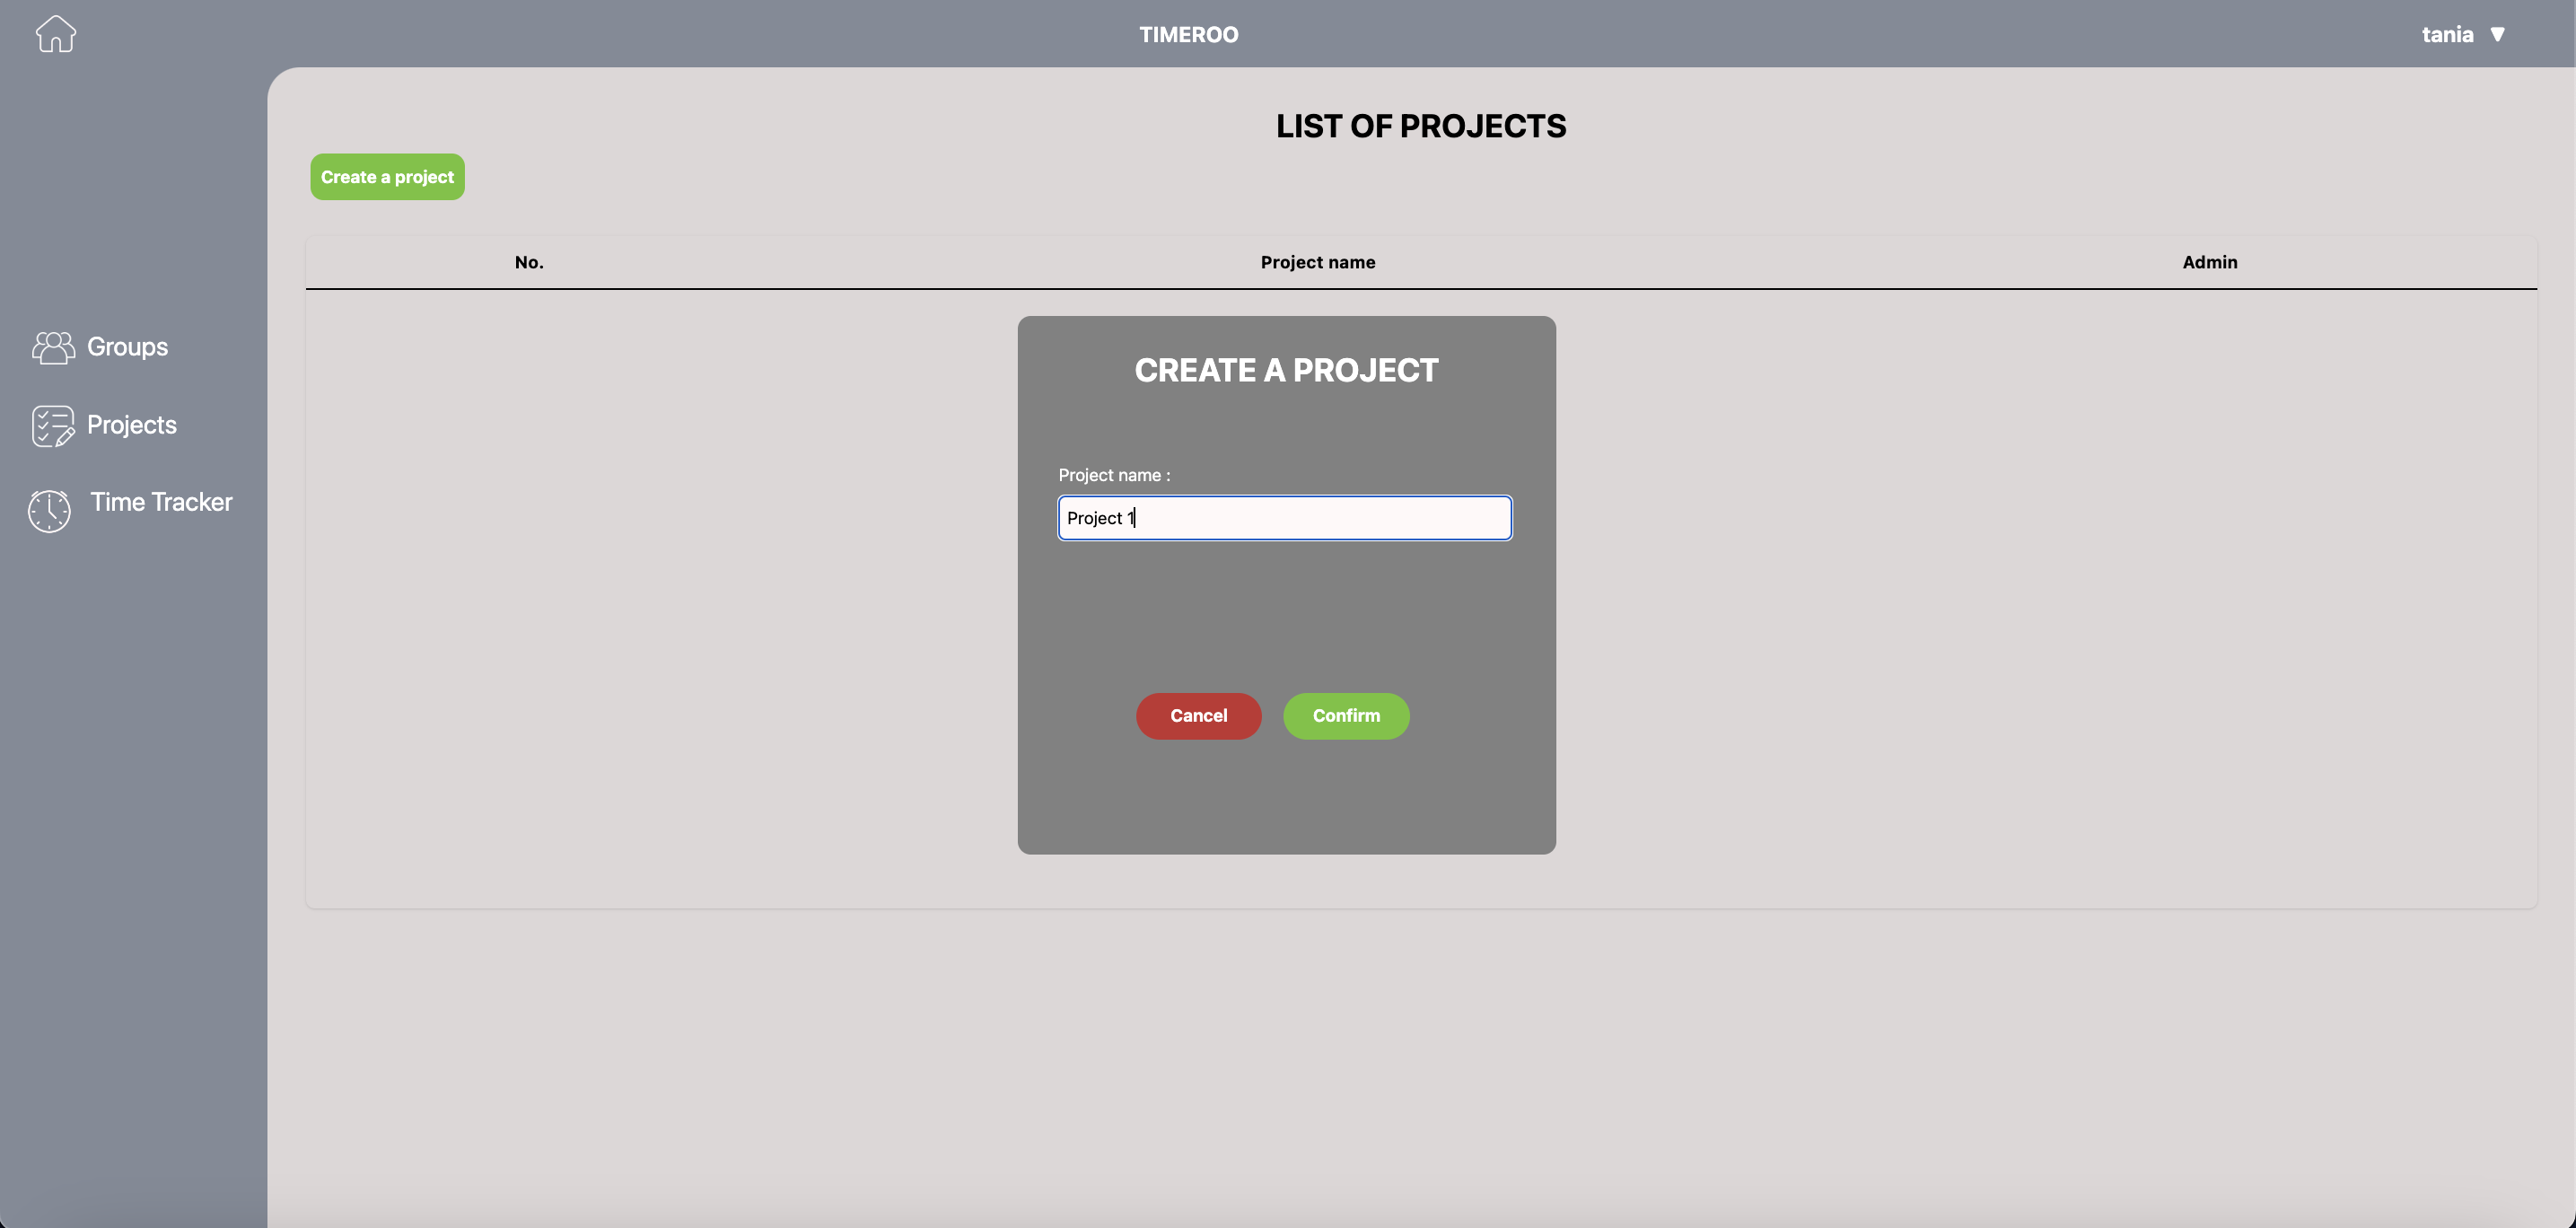 TIMEROO
tania ▼
LIST OF PROJECTS
Create a project
No. Project name Admin
Groups
Projects
Time Tracker
CREATE A PROJECT
Project name :
Project 1
Cancel Confirm